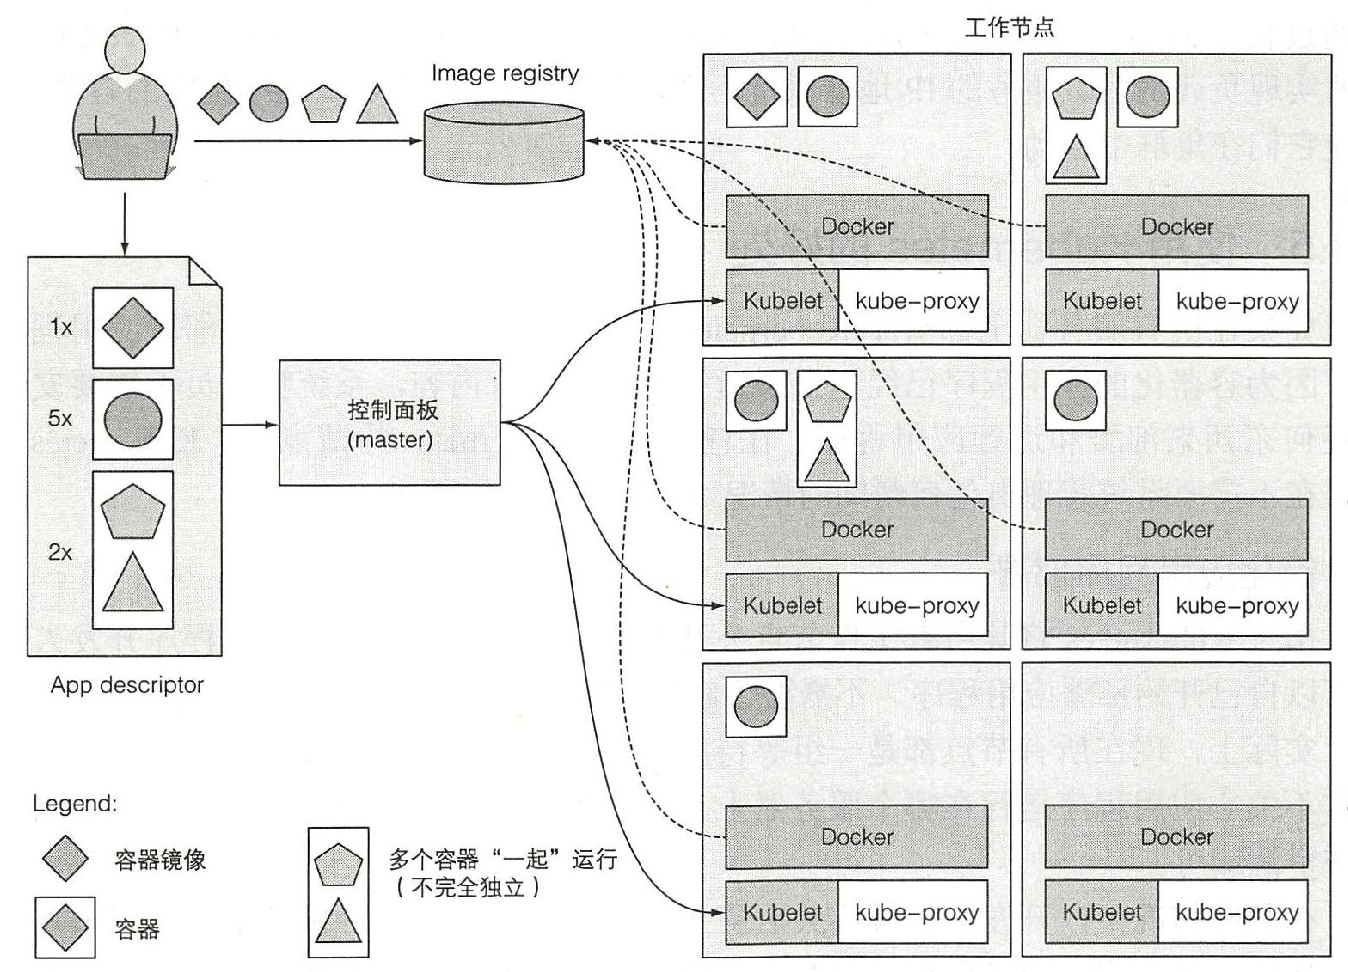 工作节点
Image registry
Docker
Kubelet
kube-proxy
Docker
Kubelet
kube-proxy
1x
5x
2x
App descriptor
控制面板
(master)
Docker
Kubelet
kube-proxy
Docker
Kubelet
kube-proxy
Docker
Kubelet
kube-proxy
Docker
Kubelet
kube-proxy
Legend:
容器镜像
容器
多个容器“一起”运行
（不完全独立）